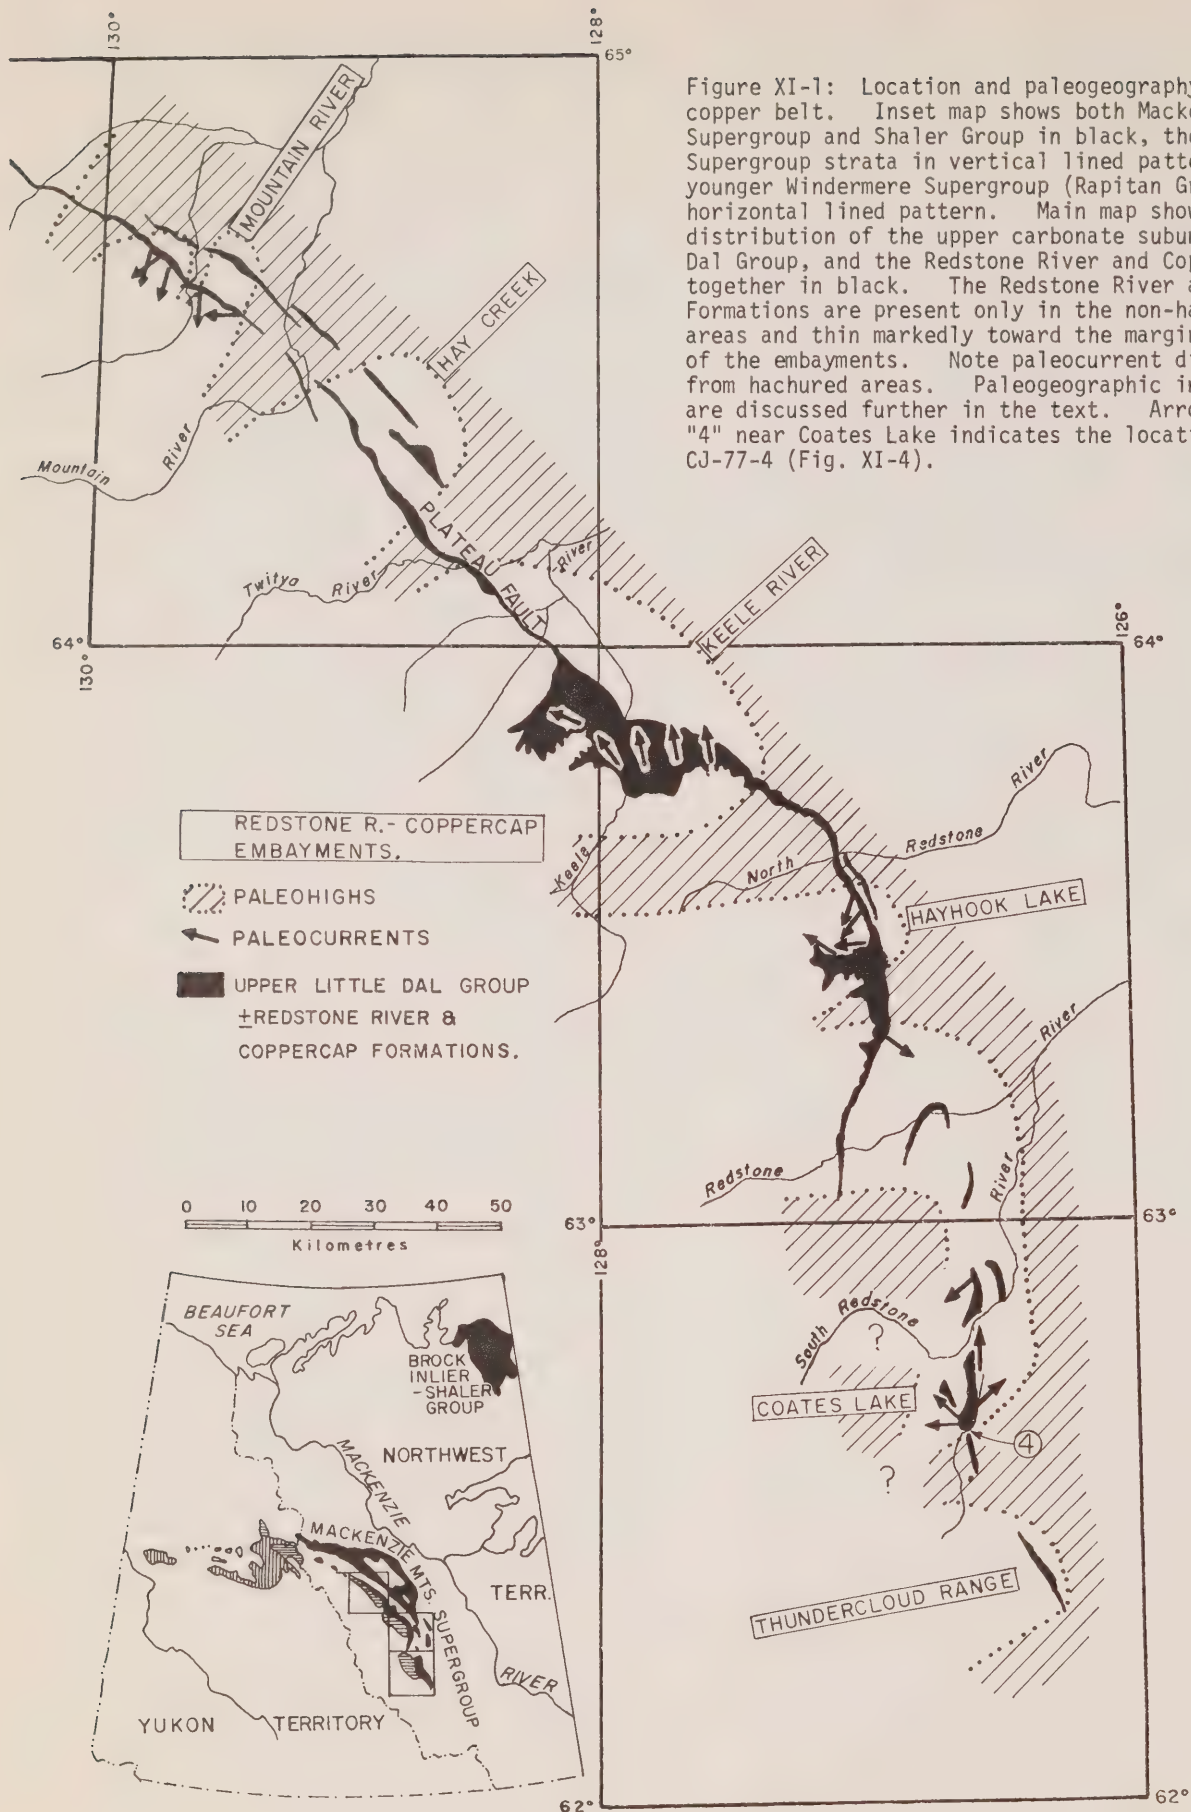 130°
128°
65°
Figure XI-1: Location and paleogeography
copper belt. Inset map shows both Mack
Supergroup and Shaler Group in black, the
Supergroup strata in vertical lined patt
younger Windermere Supergroup (Rapitan G
horizontal lined pattern. Main map show
distribution of the upper carbonate subu
Dal Group, and the Redstone River and Co
together in black. The Redstone River a
Formations are present only in the non-ha
areas and thin markedly toward the margin
of the embayments. Note paleocurrent d
from hachured areas. Paleogeographic in
are discussed further in the text. Arr
"4" near Coates Lake indicates the locati
CJ-77-4 (Fig. XI-4).
MOUNTAIN RIVER
HAY CREEK
Mountain River
PLATEAU FAULT
Twitya River
River
KEELE RIVER
126°
64°
64°
130°
REDSTONE R.- COPPERCAP
EMBAYMENTS.
PALEOHIGHS
PALEOCURRENTS
UPPER LITTLE DAL GROUP
±REDSTONE RIVER &
COPPERCAP FORMATIONS.
Keele
North Redstone River
HAYHOOK LAKE
River
Redstone
River
63°
63°
128°
0 10 20 30 40 50
Kilometres
South Redstone
?
COATES LAKE
4
?
THUNDERCLOUD RANGE
BEAUFORT
SEA
BROCK
INLIER
-SHALER
GROUP
MACKENZIE
NORTHWEST
MACKENZIE MTS. SUPERGROUP
TERR.
RIVER
YUKON TERRITORY
62°
62°